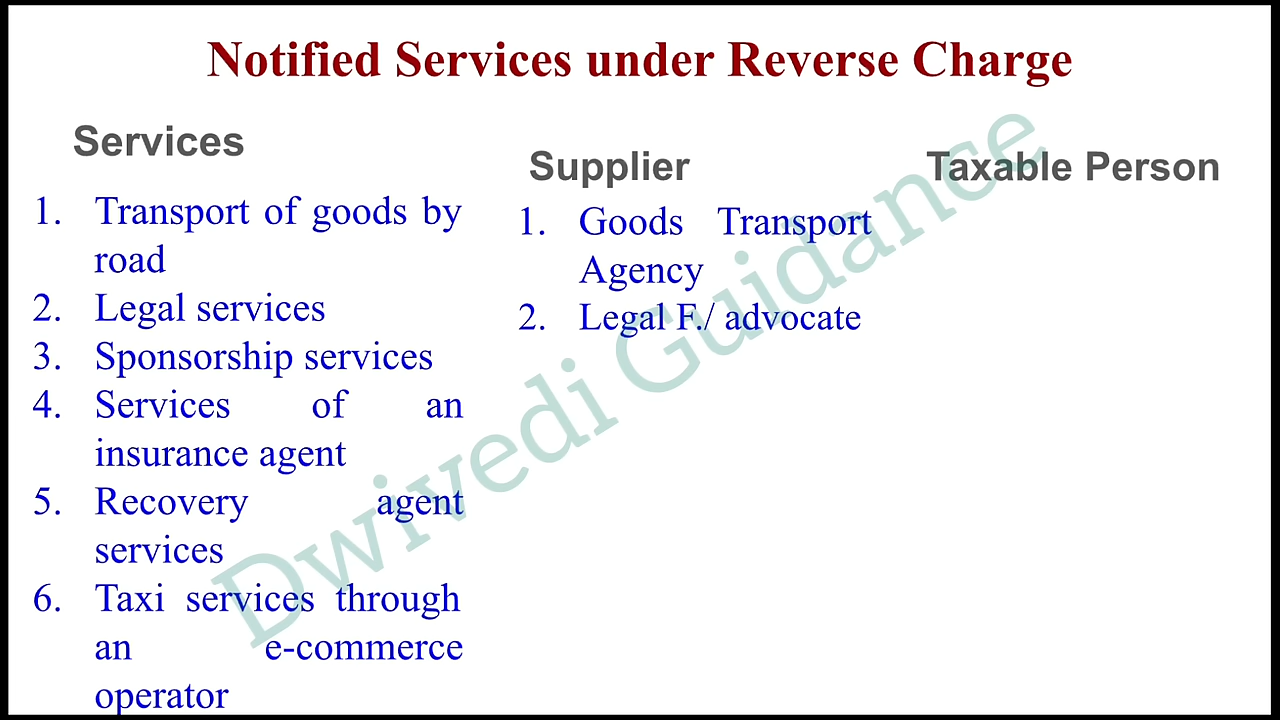 Notified Services under Reverse Charge
Services
1. Transport of goods by
road
2. Legal services
3. Sponsorship services
4. Services of an
insurance agent
5. Recovery agent
services
6. Taxi services through
an e-commerce
operator
Supplier
1. Goods Transport
Agency
2. Legal F./ advocate
Taxable Person
Dwivedi Guidance